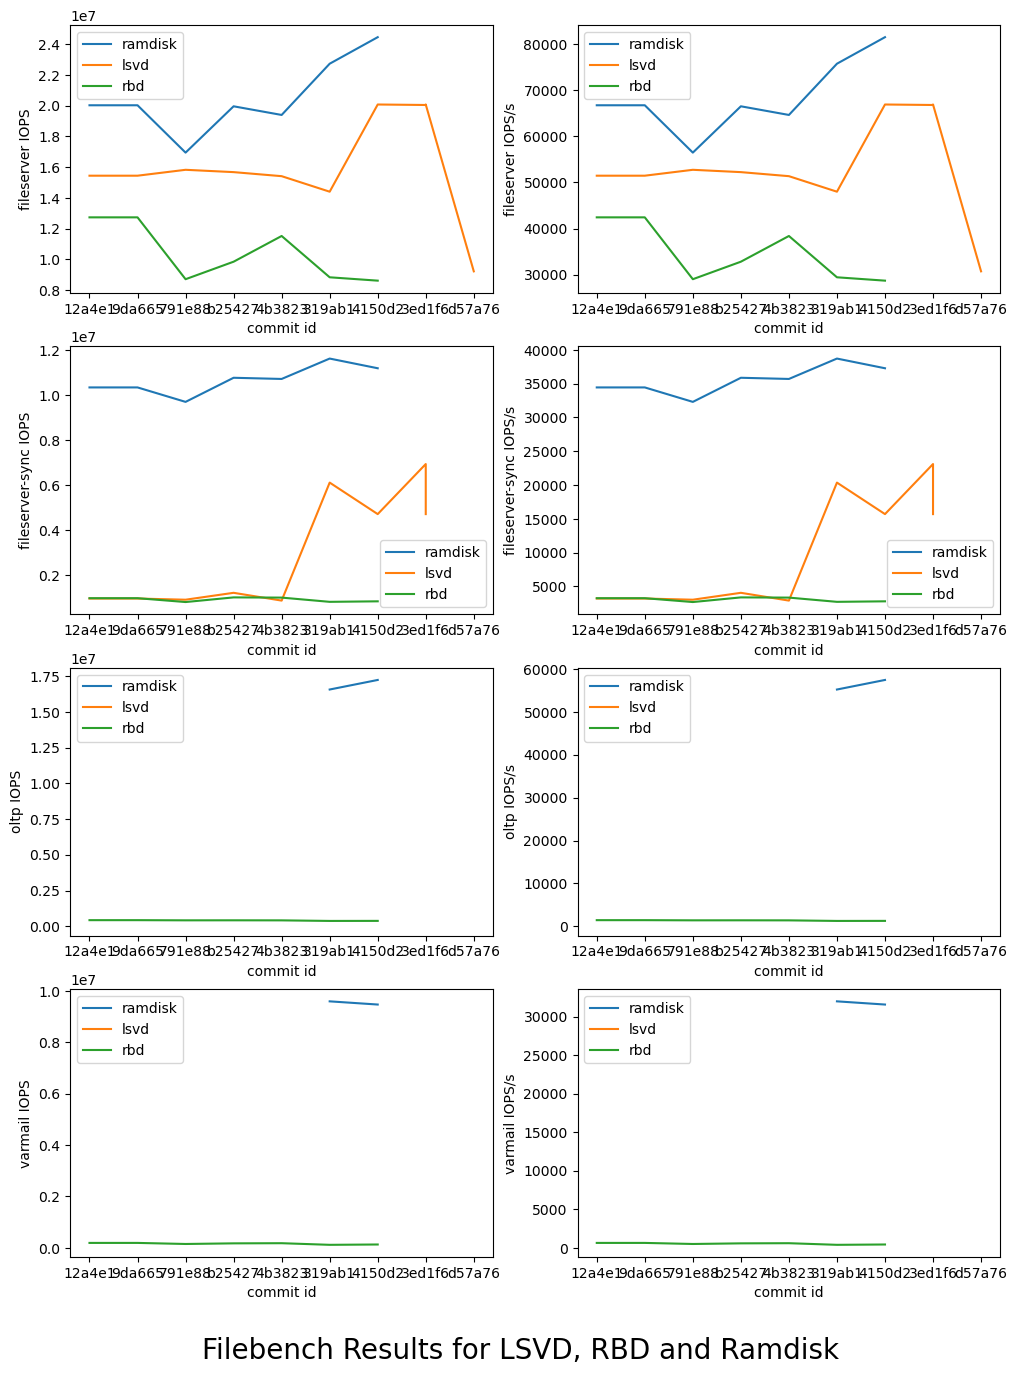 1e7
2.4
2.2
2.0
1.8
1.6
1.4
1.2
1.0
0.8
fileserver IOPS
ramdisk
lsvd
rbd
12a4e1 9da665 791e88 b25427 4b3823 319ab1 4150d2 3ed1f6 d57a76
commit id
80000
70000
60000
50000
40000
30000
fileserver IOPS/s
ramdisk
lsvd
rbd
12a4e1 9da665 791e88 b25427 4b3823 319ab1 4150d2 3ed1f6 d57a76
commit id
1e7
1.2
1.0
0.8
0.6
0.4
0.2
fileserver-sync IOPS
ramdisk
lsvd
rbd
12a4e1 9da665 791e88 b25427 4b3823 319ab1 4150d2 3ed1f6 d57a76
commit id
40000
35000
30000
25000
20000
15000
10000
5000
fileserver-sync IOPS/s
ramdisk
lsvd
rbd
12a4e1 9da665 791e88 b25427 4b3823 319ab1 4150d2 3ed1f6 d57a76
commit id
1e7
1.75
1.50
1.25
1.00
0.75
0.50
0.25
0.00
oltp IOPS
ramdisk
lsvd
rbd
12a4e1 9da665 791e88 b25427 4b3823 319ab1 4150d2 3ed1f6 d57a76
commit id
60000
50000
40000
30000
20000
10000
0
oltp IOPS/s
ramdisk
lsvd
rbd
12a4e1 9da665 791e88 b25427 4b3823 319ab1 4150d2 3ed1f6 d57a76
commit id
1e7
1.0
0.8
0.6
0.4
0.2
0.0
varmail IOPS
ramdisk
lsvd
rbd
12a4e1 9da665 791e88 b25427 4b3823 319ab1 4150d2 3ed1f6 d57a76
commit id
30000
25000
20000
15000
10000
5000
0
varmail IOPS/s
ramdisk
lsvd
rbd
12a4e1 9da665 791e88 b25427 4b3823 319ab1 4150d2 3ed1f6 d57a76
commit id
Filebench Results for LSVD, RBD and Ramdisk